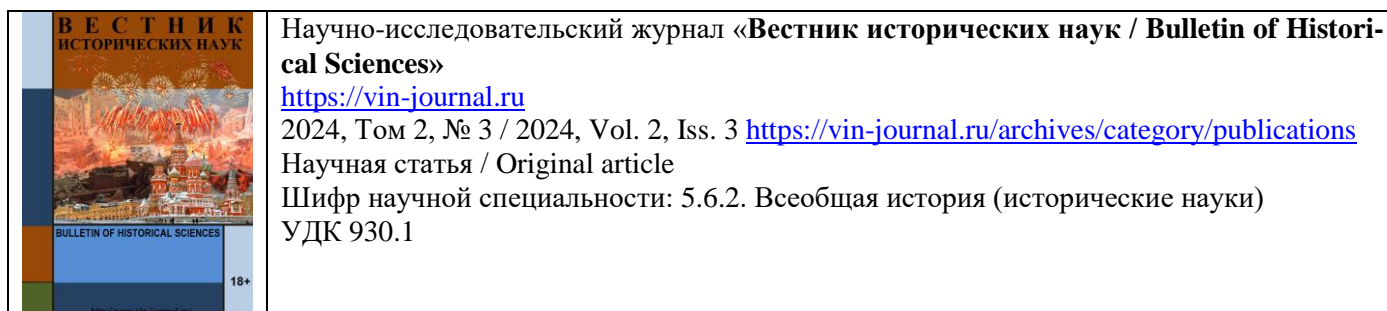 ВЕСТНИК
ИСТОРИЧЕСКИХ НАУК
BULLETIN OF HISTORICAL SCIENCES
18+
Научно-исследовательский журнал «Вестник исторических наук / Bulletin of Histori-
cal Sciences»
https://vin-journal.ru
2024, Том 2, № 3 / 2024, Vol. 2, Iss. 3 https://vin-journal.ru/archives/category/publications
Научная статья / Original article
Шифр научной специальности: 5.6.2. Всеобщая история (исторические науки)
УДК 930.1